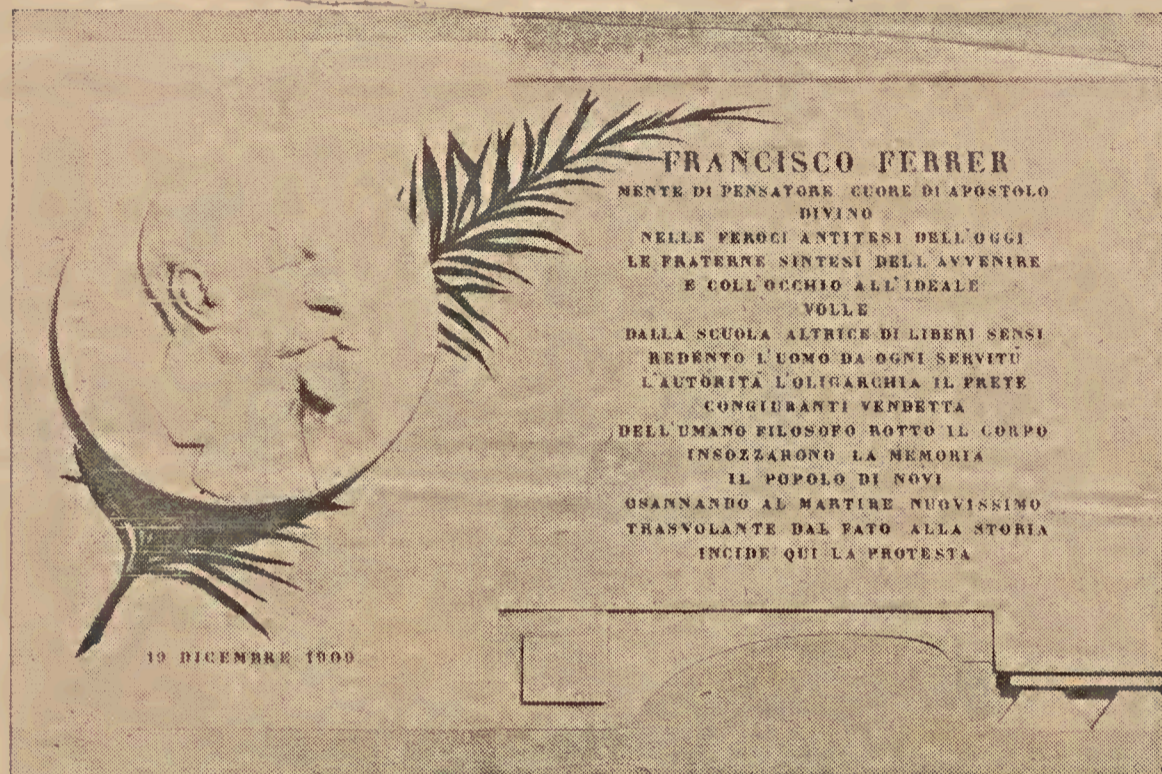 FRANCISCO FERRER
MENTE DI PENSATORE CUORE DI APOSTOLO
DIVINO
NELLE FEROCI ANTITESI DELL'OGGI
LE FRATERNE SINTESI DELL'AVVENIRE
E COLL'OCCHIO ALL'IDEALE
VOLLE
DALLA SCUOLA ALTRICE DI LIBERI SENSI
REDENTO L'UOMO DA OGNI SERVITÙ
L'AUTORITÀ L'OLIGARCHIA IL PRETE
CONGIURANTI VENDETTA
DELL'UMANO FILOSOFO ROTTO IL CORPO
INSOZZARONO LA MEMORIA
IL POPOLO DI NOVI
OSANNANDO AL MARTIRE NUOVISSIMO
TRASVOLANTE DAL FATO ALLA STORIA
INCIDE QUI LA PROTESTA
19 DICEMBRE 1909